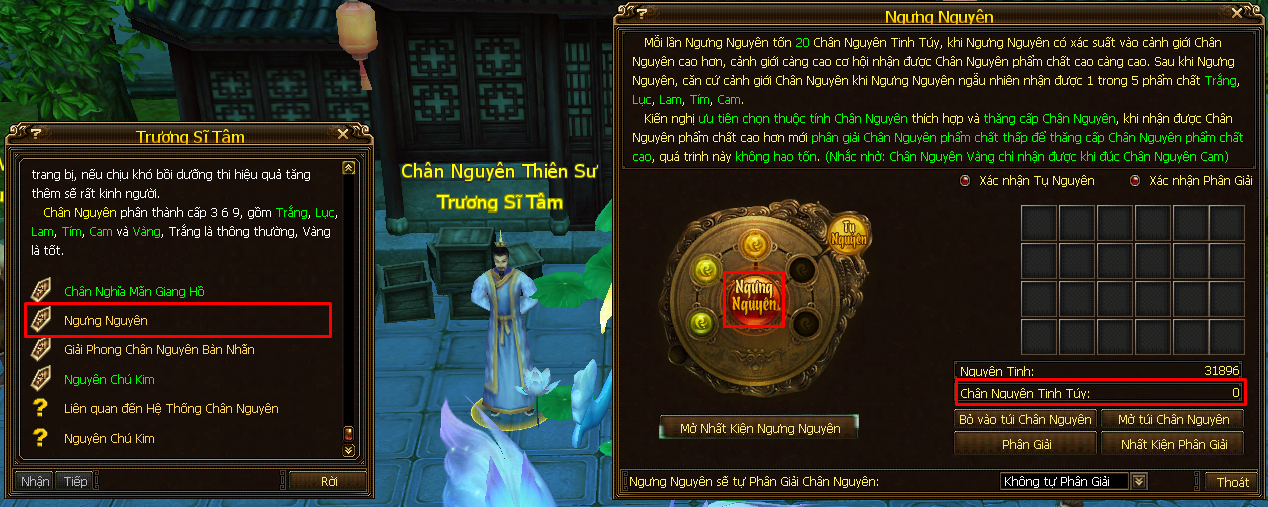 Trương Sĩ Tâm
trang bị, nếu chịu khó bồi dưỡng thi hiệu quả tăng
thêm sẽ rất kinh người.
Chân Nguyên phân thành cấp 3 6 9, gồm Trắng, Lục,
Lam, Tím, Cam và Vàng, Trắng là thông thường, Vàng
là tốt.
Chân Nghĩa Mãn Giang Hồ
Ngưng Nguyên
Giải Phong Chân Nguyên Bàn Nhãn
Nguyên Chú Kim
? Liên quan đến Hệ Thống Chân Nguyên
? Nguyên Chú Kim
Nhận
Tiếp
Rời
Chân Nguyên Thiên Sư
Trương Sĩ Tâm
Ngưng Nguyên
Mỗi lần Ngưng Nguyên tốn 20 Chân Nguyên Tinh Túy, khi Ngưng Nguyên có xác suất vào cảnh giới Chân
Nguyên cao hơn, cảnh giới càng cao cơ hội nhận được Chân Nguyên phẩm chất cao càng cao. Sau khi Ngưng
Nguyên, căn cứ cảnh giới Chân Nguyên khi Ngưng Nguyên ngẫu nhiên nhận được 1 trong 5 phẩm chất Trắng,
Lục, Lam, Tím, Cam.
Kiến nghị ưu tiên chọn thuộc tính Chân Nguyên thích hợp và thăng cấp Chân Nguyên, khi nhận được Chân
Nguyên phẩm chất cao hơn mới phân giải Chân Nguyên phẩm chất thấp để thăng cấp Chân Nguyên phẩm chất
cao, quá trình này không hao tốn. (Nhắc nhở: Chân Nguyên Vàng chỉ nhận được khi đúc Chân Nguyên Cam)
Xác nhận Tụ Nguyên
Xác nhận Phân Giải
Tụ
Nguyên
Ngưng
Nguyên
Mở Nhất Kiện Ngưng Nguyên
Nguyên Tinh: 31896
Chân Nguyên Tinh Túy: 0
Bỏ vào túi Chân Nguyên
Mở túi Chân Nguyên
Phân Giải
Nhất Kiện Phân Giải
Ngưng Nguyên sẽ tự Phân Giải Chân Nguyên:
Không tự Phân Giải
Thoát